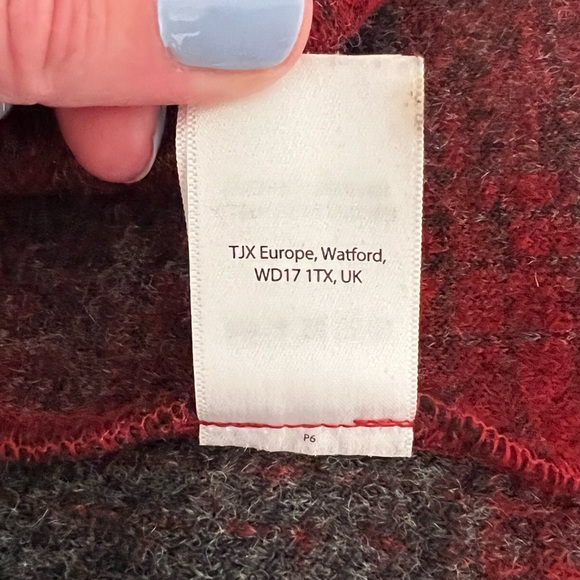 TJX Europe, Watford,
WD17 1TX, UK
P6